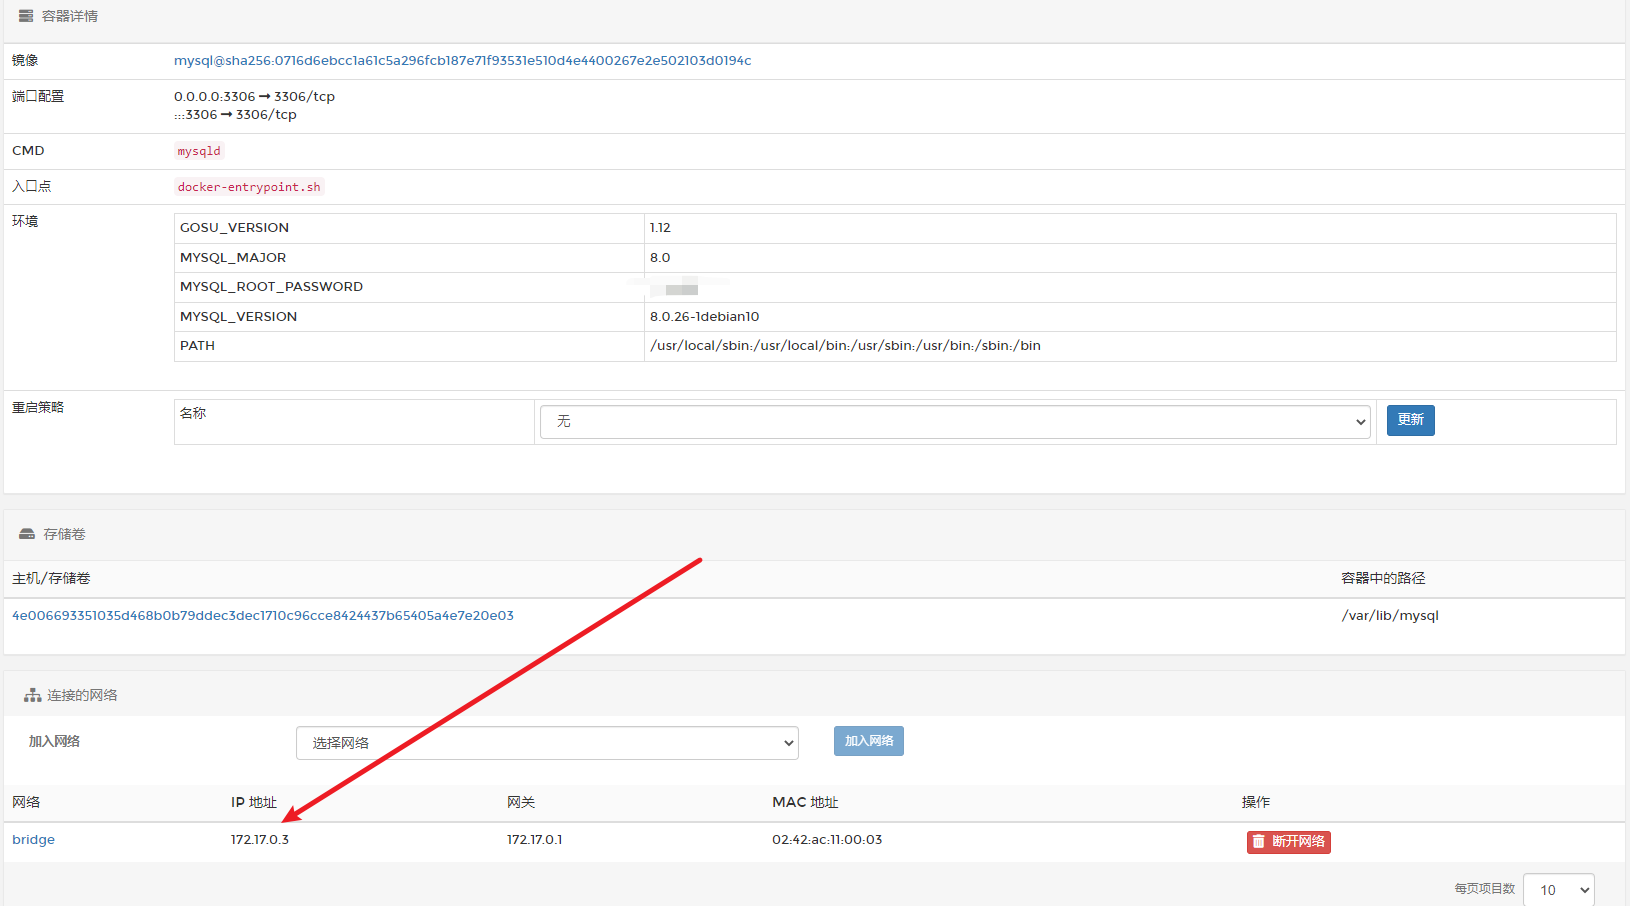 容器详情
镜像 mysql@sha256:0716d6ebcc1a61c5a296fcb187e71f93531e510d4e4400267e2e502103d0194c
端口配置 0.0.0.0:3306 ➞ 3306/tcp
:::3306 ➞ 3306/tcp
CMD mysqld
入口点 docker-entrypoint.sh
环境
GOSU_VERSION 1.12
MYSQL_MAJOR 8.0
MYSQL_ROOT_PASSWORD
MYSQL_VERSION 8.0.26-1debian10
PATH /usr/local/sbin:/usr/local/bin:/usr/sbin:/usr/bin:/sbin:/bin
重启策略 名称 无 更新
存储卷
主机/存储卷 容器中的路径
4e006693351035d468b0b79ddec3dec1710c96cce8424437b65405a4e7e20e03 /var/lib/mysql
连接的网络
加入网络 选择网络 加入网络
网络 IP 地址 网关 MAC 地址 操作
bridge 172.17.0.3 172.17.0.1 02:42:ac:11:00:03 断开网络
每页项目数 10